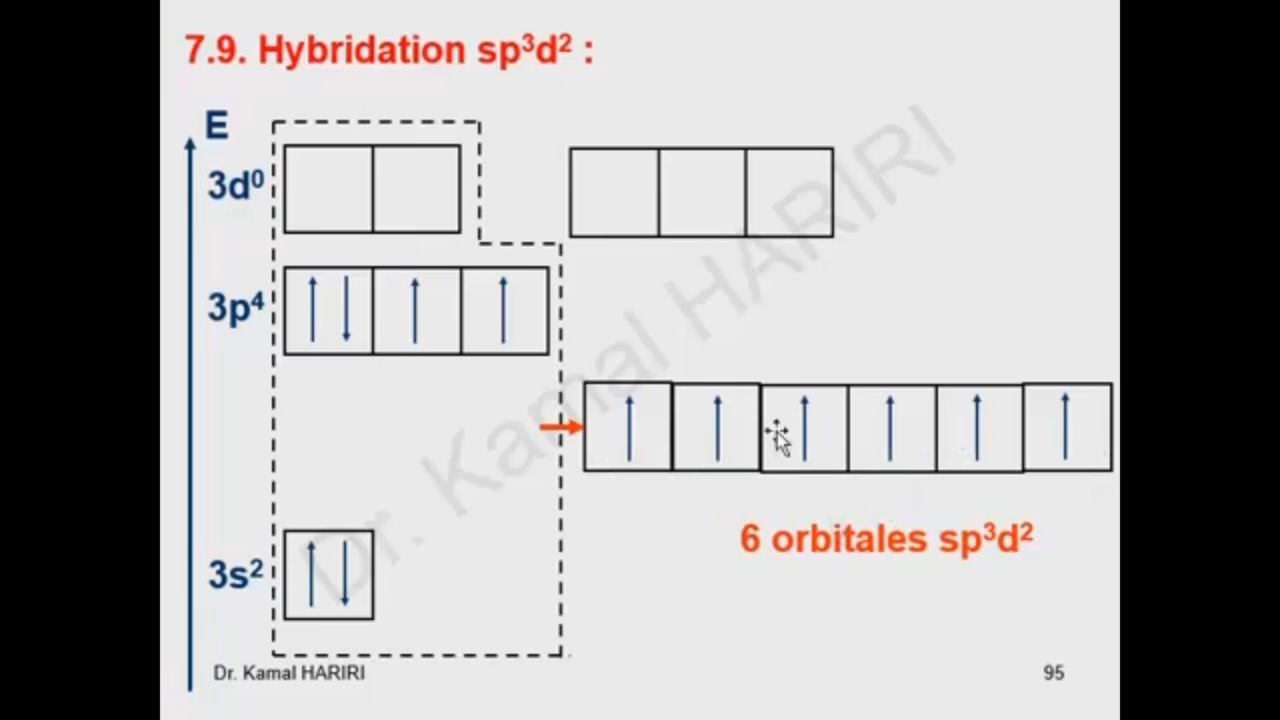 7.9. Hybridation sp³d² :
E
3d⁰
3p⁴
3s²
6 orbitales sp³d²
Dr. Kamal HARIRI
Dr. Kamal HARIRI
95